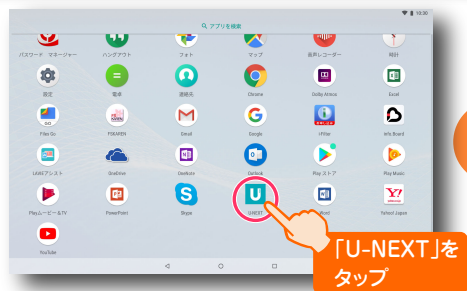 10:00
アプリを検索
パスワード マネージャー ハングアウト フォト マップ 音声レコーダー 時計
設定 電卓 連絡先 Chrome Dolby Atmos Excel
Files Go FSKAREN Gmail Google i-Filter Info.Board
LAVIEアシスト OneDrive OneNote Outlook Play ストア Play Music
Playムービー&TV PowerPoint Skype U-NEXT Word Yahoo! Japan
YouTube
「U-NEXT」を
タップ